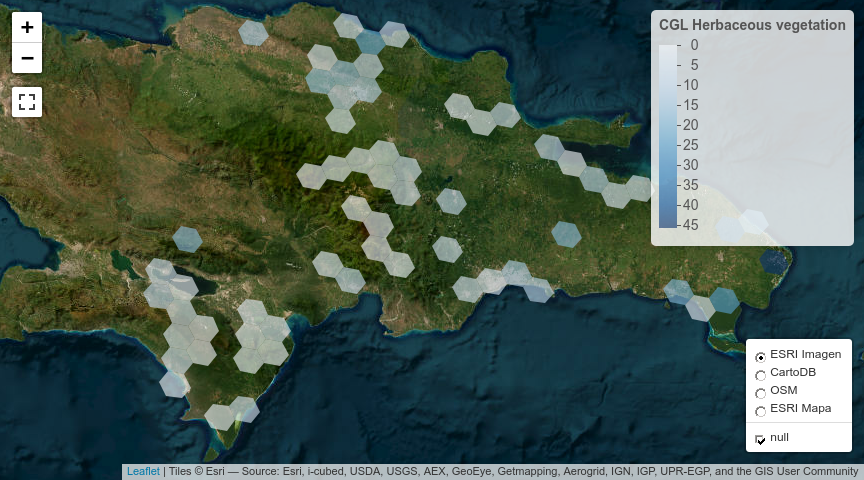 +
−
CGL Herbaceous vegetation
0
5
10
15
20
25
30
35
40
45
ESRI Imagen
CartoDB
OSM
ESRI Mapa
null
Leaflet | Tiles © Esri — Source: Esri, i-cubed, USDA, USGS, AEX, GeoEye, Getmapping, Aerogrid, IGN, IGP, UPR-EGP, and the GIS User Community